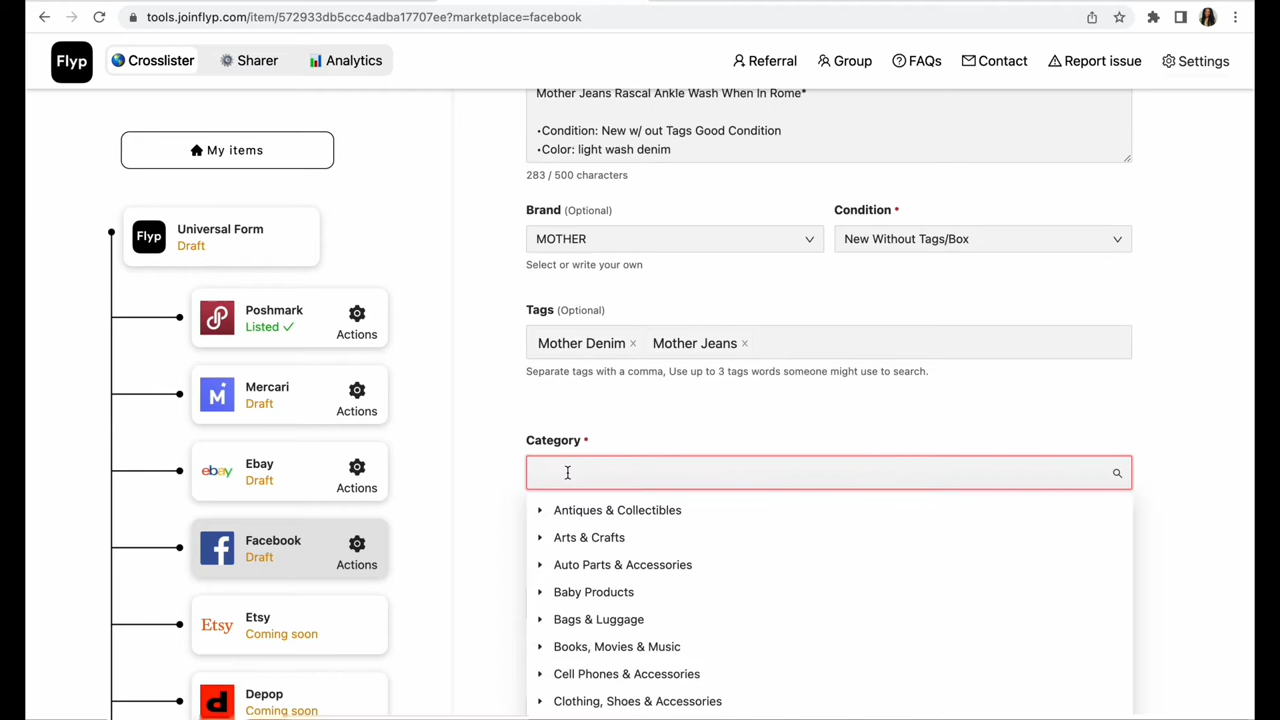 tools.joinflyp.com/item/572933db5ccc4adba17707ee?marketplace=facebook
Flyp
Crosslister
Sharer
Analytics
Referral
Group
FAQs
Contact
Report issue
Settings
My items
Flyp
Universal Form
Draft
Poshmark
Listed ✓
Actions
Mercari
Draft
Actions
ebay
Ebay
Draft
Actions
Facebook
Draft
Actions
Etsy
Etsy
Coming soon
Depop
Coming soon
Mother Jeans Rascal Ankle Wash When In Rome*
•Condition: New w/ out Tags Good Condition
•Color: light wash denim
283 / 500 characters
Brand (Optional)
MOTHER
Select or write your own
Condition *
New Without Tags/Box
Tags (Optional)
Mother Denim × Mother Jeans ×
Separate tags with a comma, Use up to 3 tags words someone might use to search.
Category *
Antiques & Collectibles
Arts & Crafts
Auto Parts & Accessories
Baby Products
Bags & Luggage
Books, Movies & Music
Cell Phones & Accessories
Clothing, Shoes & Accessories